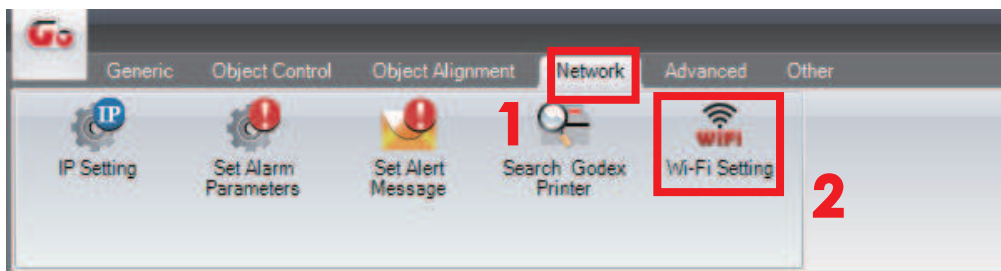 Go
Generic Object Control Object Alignment Network Advanced Other
1
IP
WiFi
IP Setting
Set Alarm
Parameters
Set Alert
Message
Search Godex
Printer
Wi-Fi Setting
2